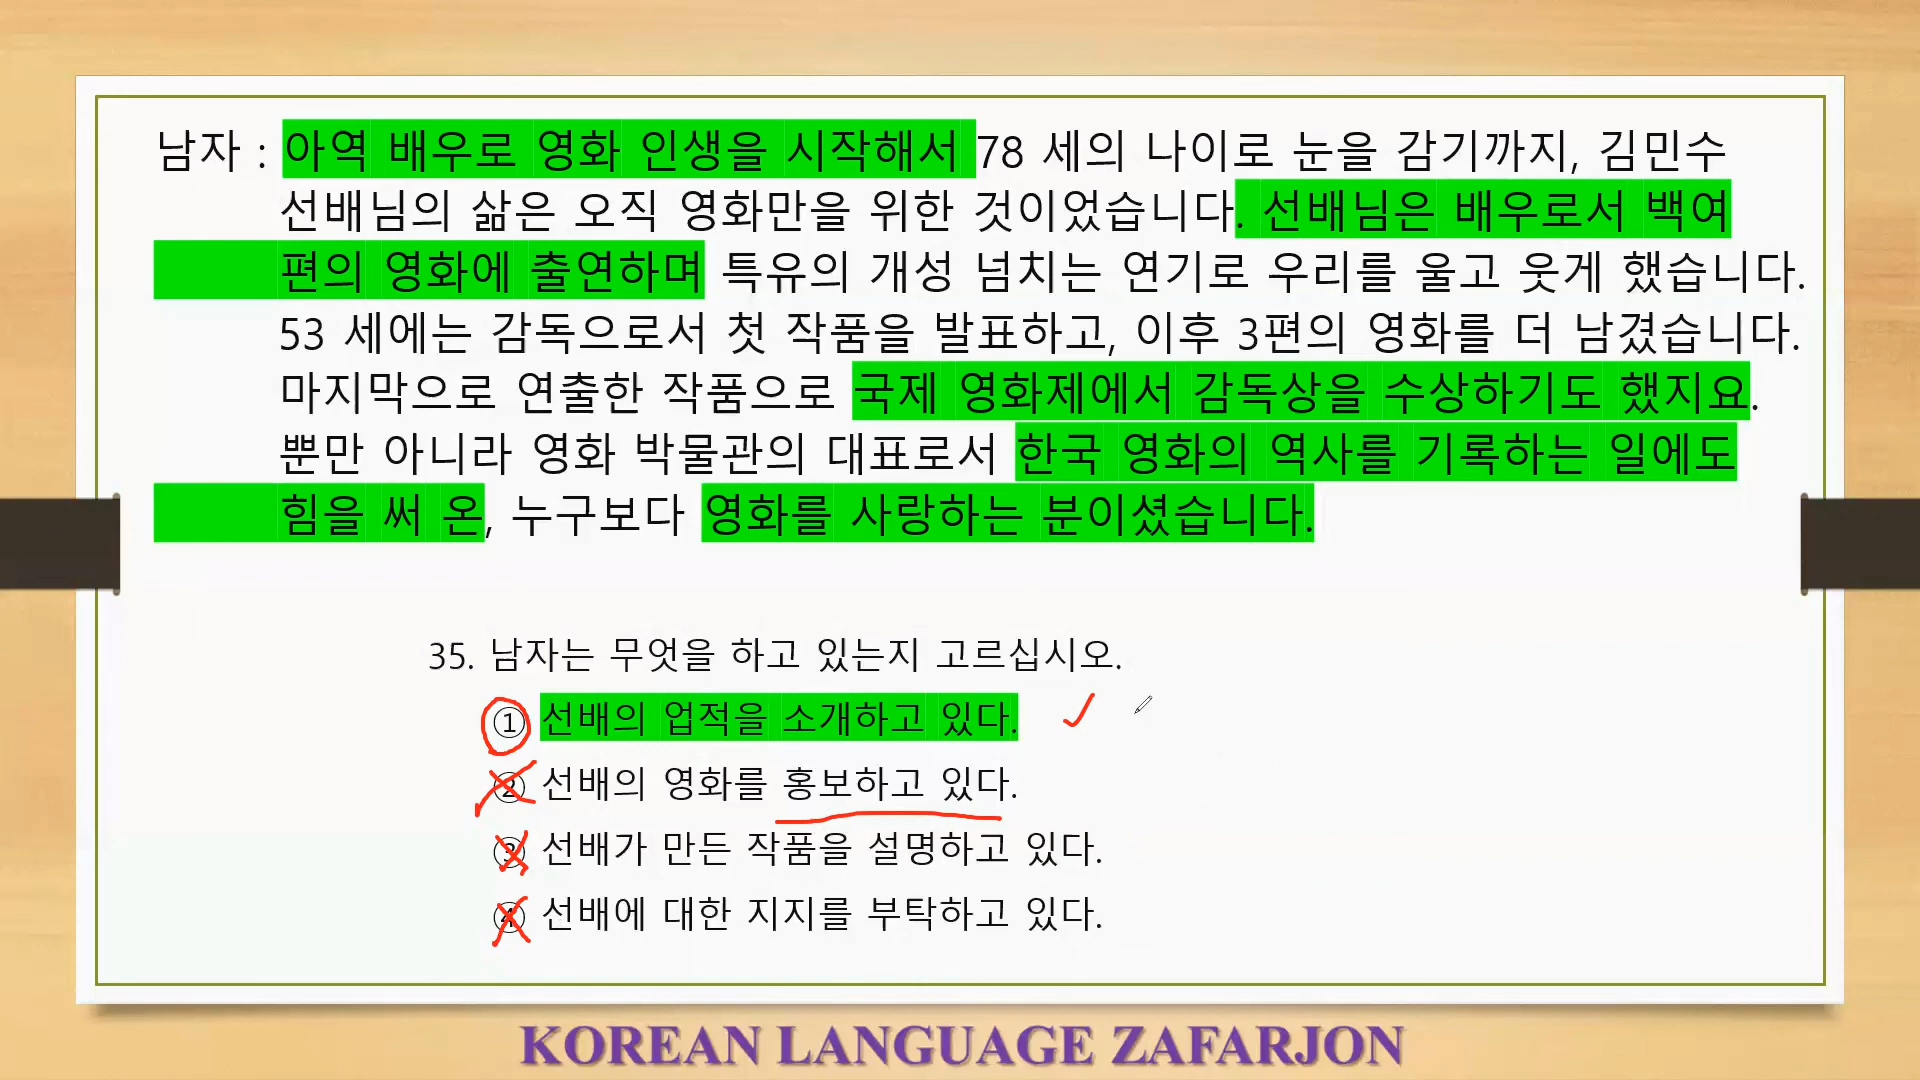 남자 : 아역 배우로 영화 인생을 시작해서 78 세의 나이로 눈을 감기까지, 김민수
선배님의 삶은 오직 영화만을 위한 것이었습니다. 선배님은 배우로서 백여
편의 영화에 출연하며 특유의 개성 넘치는 연기로 우리를 울고 웃게 했습니다.
53 세에는 감독으로서 첫 작품을 발표하고, 이후 3편의 영화를 더 남겼습니다.
마지막으로 연출한 작품으로 국제 영화제에서 감독상을 수상하기도 했지요.
뿐만 아니라 영화 박물관의 대표로서 한국 영화의 역사를 기록하는 일에도
힘을 써 온, 누구보다 영화를 사랑하는 분이셨습니다.
35. 남자는 무엇을 하고 있는지 고르십시오.
① 선배의 업적을 소개하고 있다.
② 선배의 영화를 홍보하고 있다.
③ 선배가 만든 작품을 설명하고 있다.
④ 선배에 대한 지지를 부탁하고 있다.
KOREAN LANGUAGE ZAFARJON